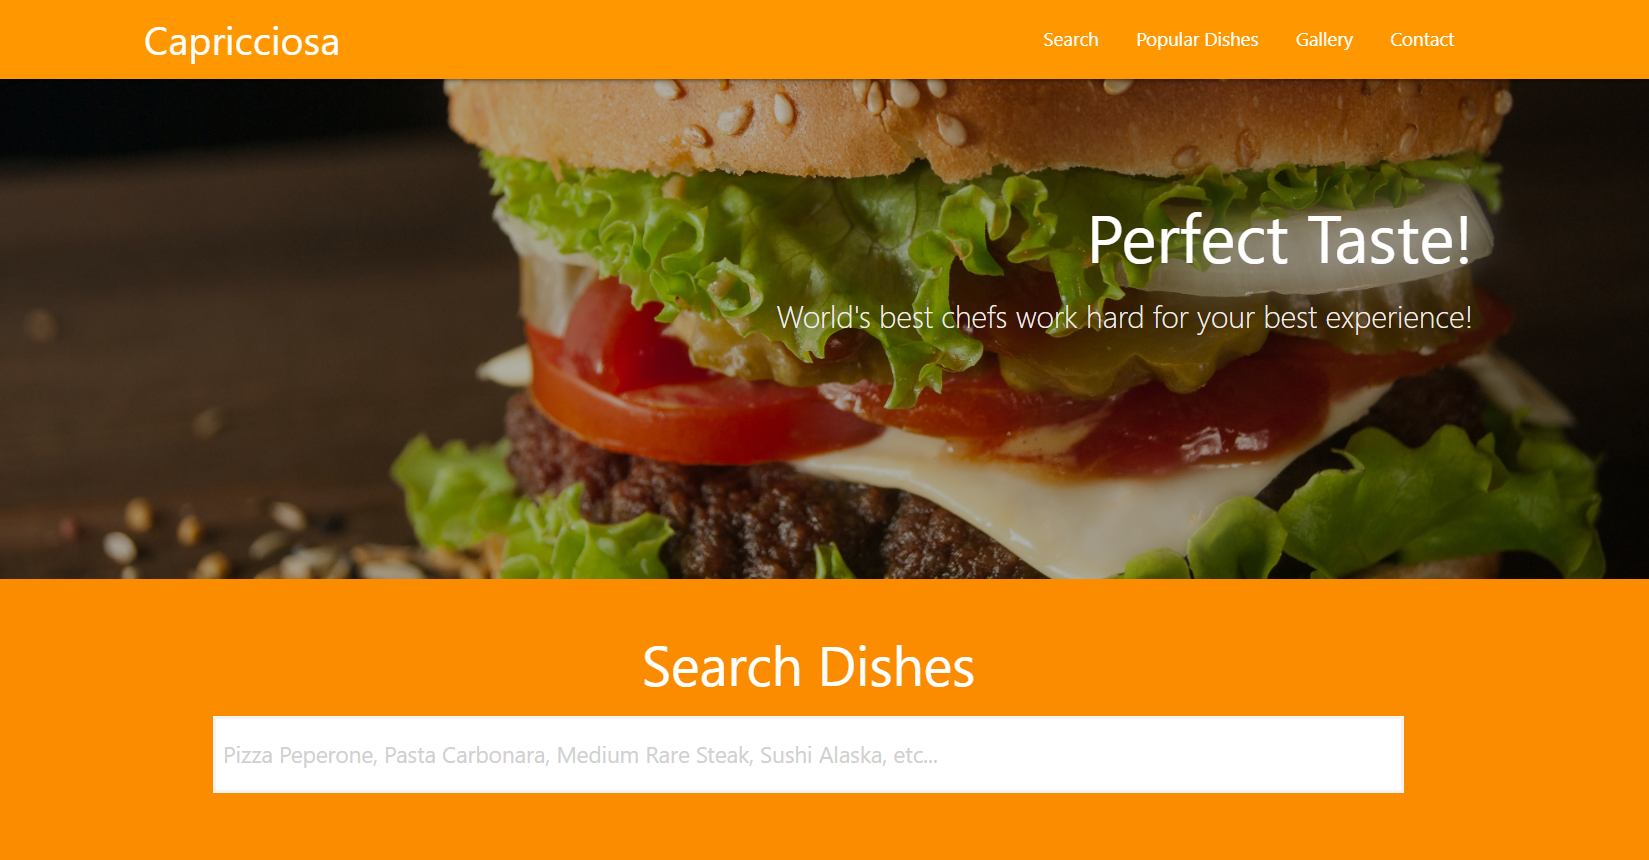 Capricciosa
Search Popular Dishes Gallery Contact
Perfect Taste!
World's best chefs work hard for your best experience!
Search Dishes
Pizza Peperone, Pasta Carbonara, Medium Rare Steak, Sushi Alaska, etc...